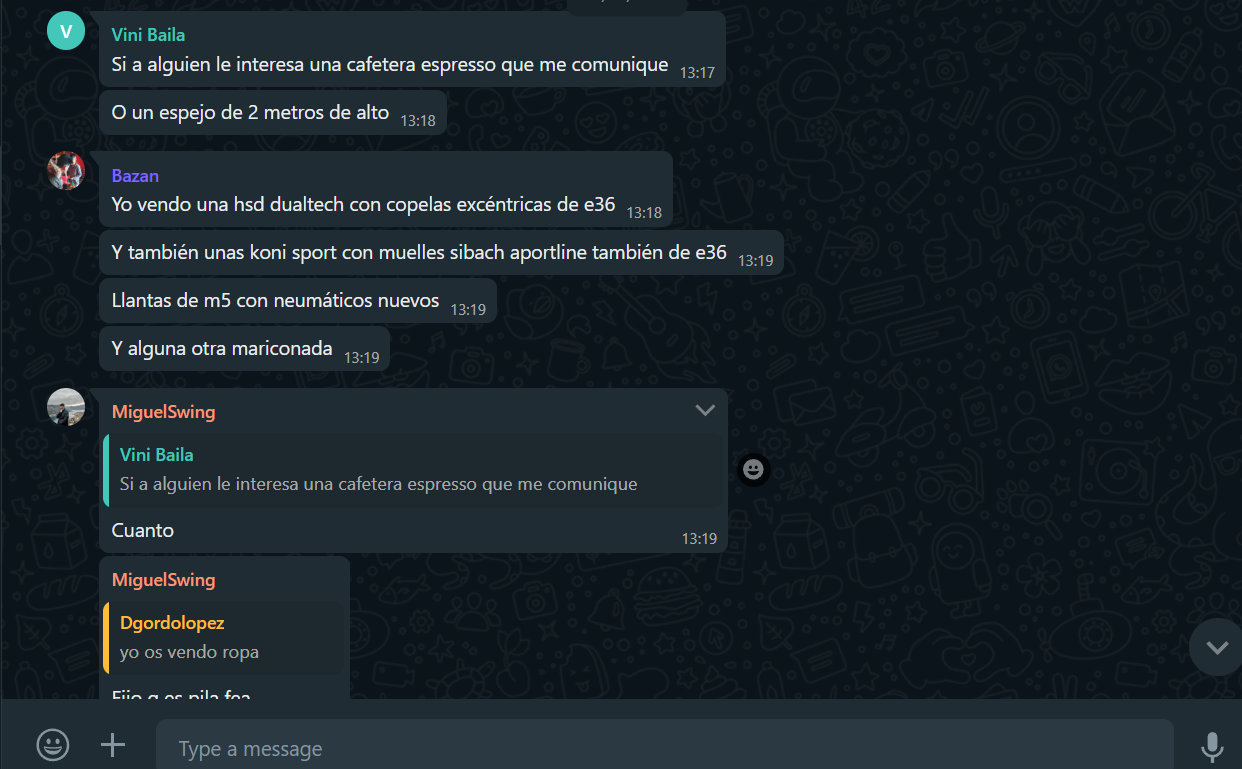 V
Vini Baila
Si a alguien le interesa una cafetera espresso que me comunique 13:17
O un espejo de 2 metros de alto 13:18
Bazan
Yo vendo una hsd dualtech con copelas excéntricas de e36 13:18
Y también unas koni sport con muelles sibach aportline también de e36 13:19
Llantas de m5 con neumáticos nuevos 13:19
Y alguna otra mariconada 13:19
MiguelSwing
Vini Baila
Si a alguien le interesa una cafetera espresso que me comunique
Cuanto 13:19
MiguelSwing
Dgordolopez
yo os vendo ropa
Fijo q es pila fea
Type a message